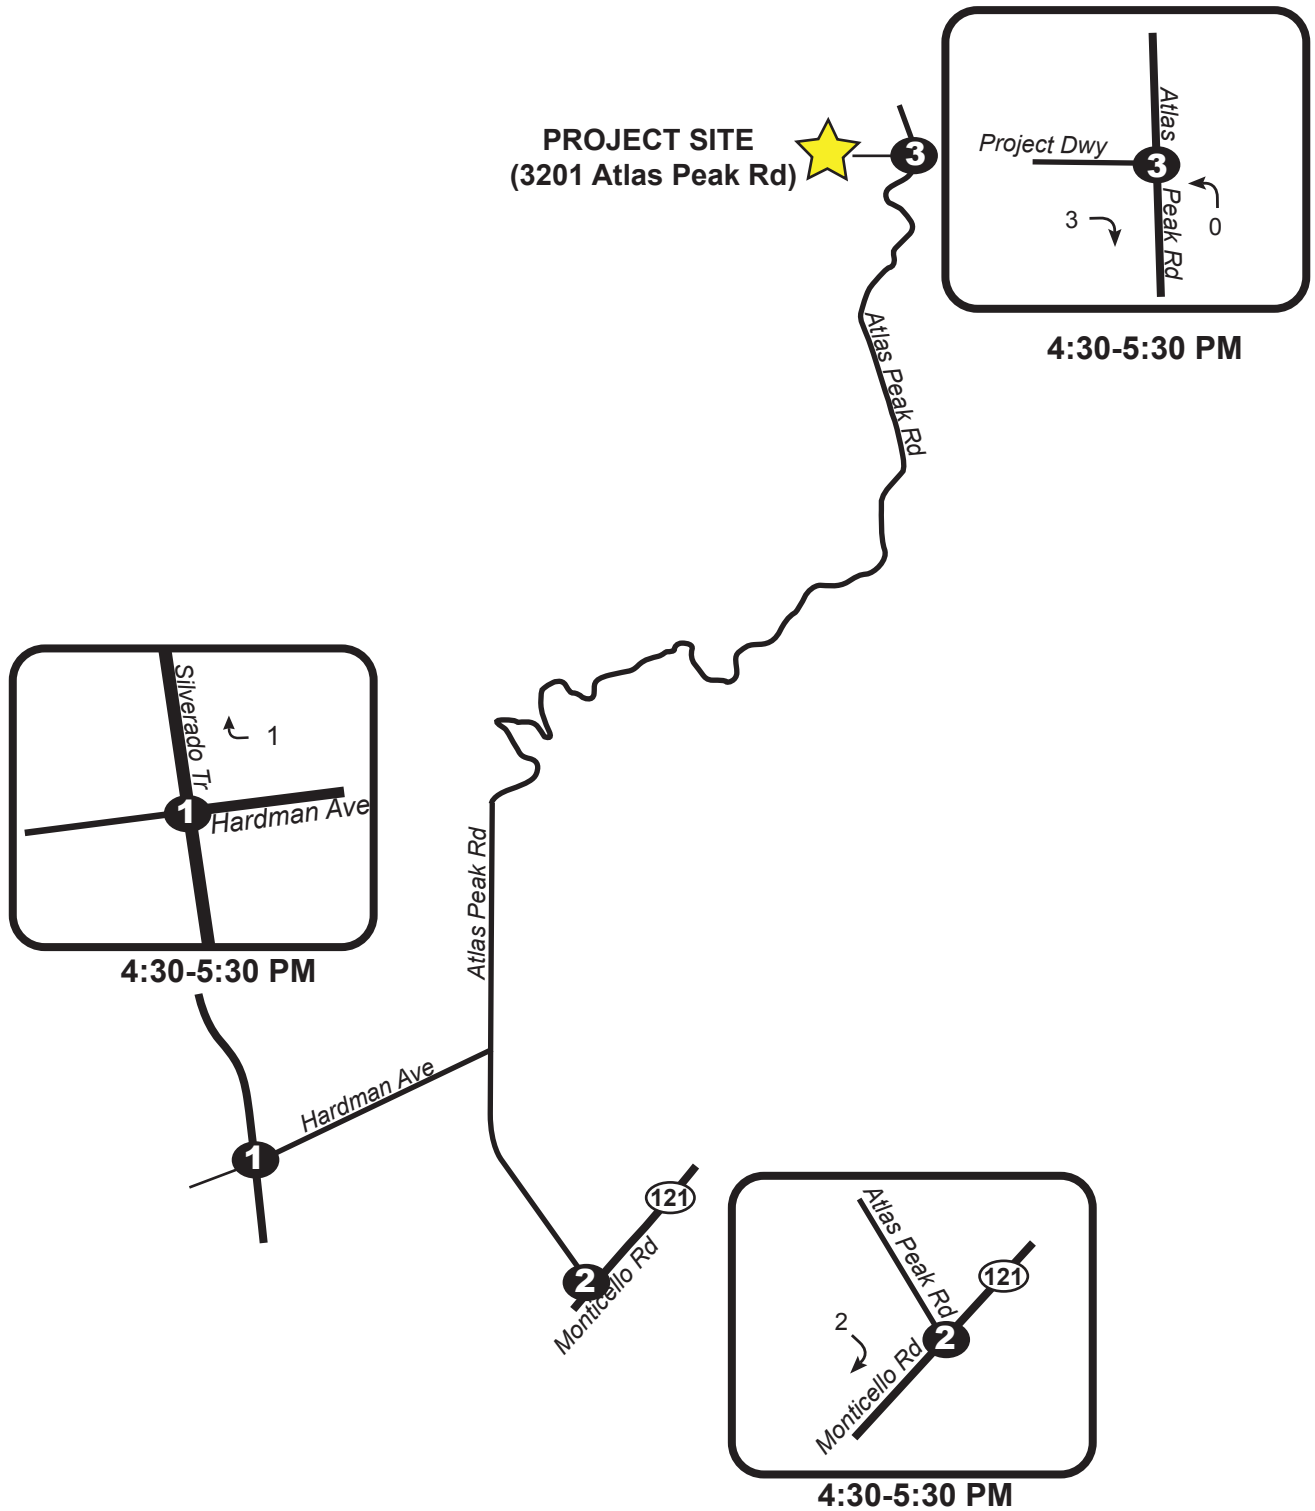 PROJECT SITE
(3201 Atlas Peak Rd)
3
Project Dwy
Atlas
3
Peak Rd
3
0
4:30-5:30 PM
Atlas Peak Rd
Silverado Tr
1
1
Hardman Ave
4:30-5:30 PM
Atlas Peak Rd
Hardman Ave
1
121
2
Monticello Rd
Atlas Peak Rd
121
2
2
Monticello Rd
4:30-5:30 PM